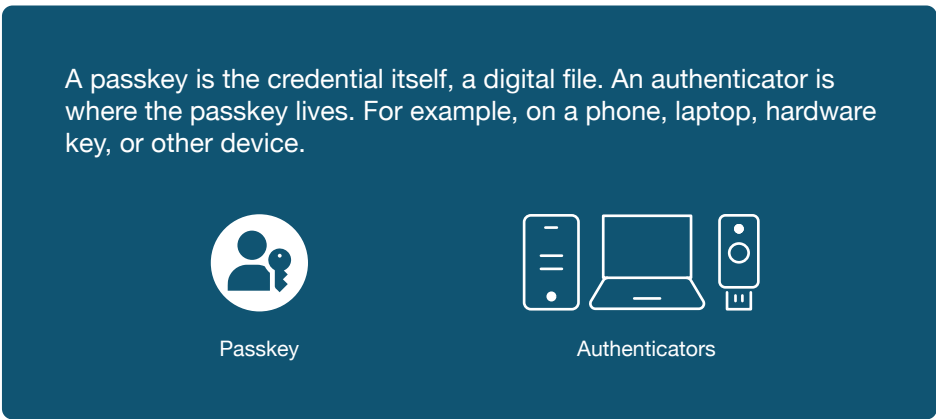 A passkey is the credential itself, a digital file. An authenticator is
where the passkey lives. For example, on a phone, laptop, hardware
key, or other device.
Passkey
Authenticators